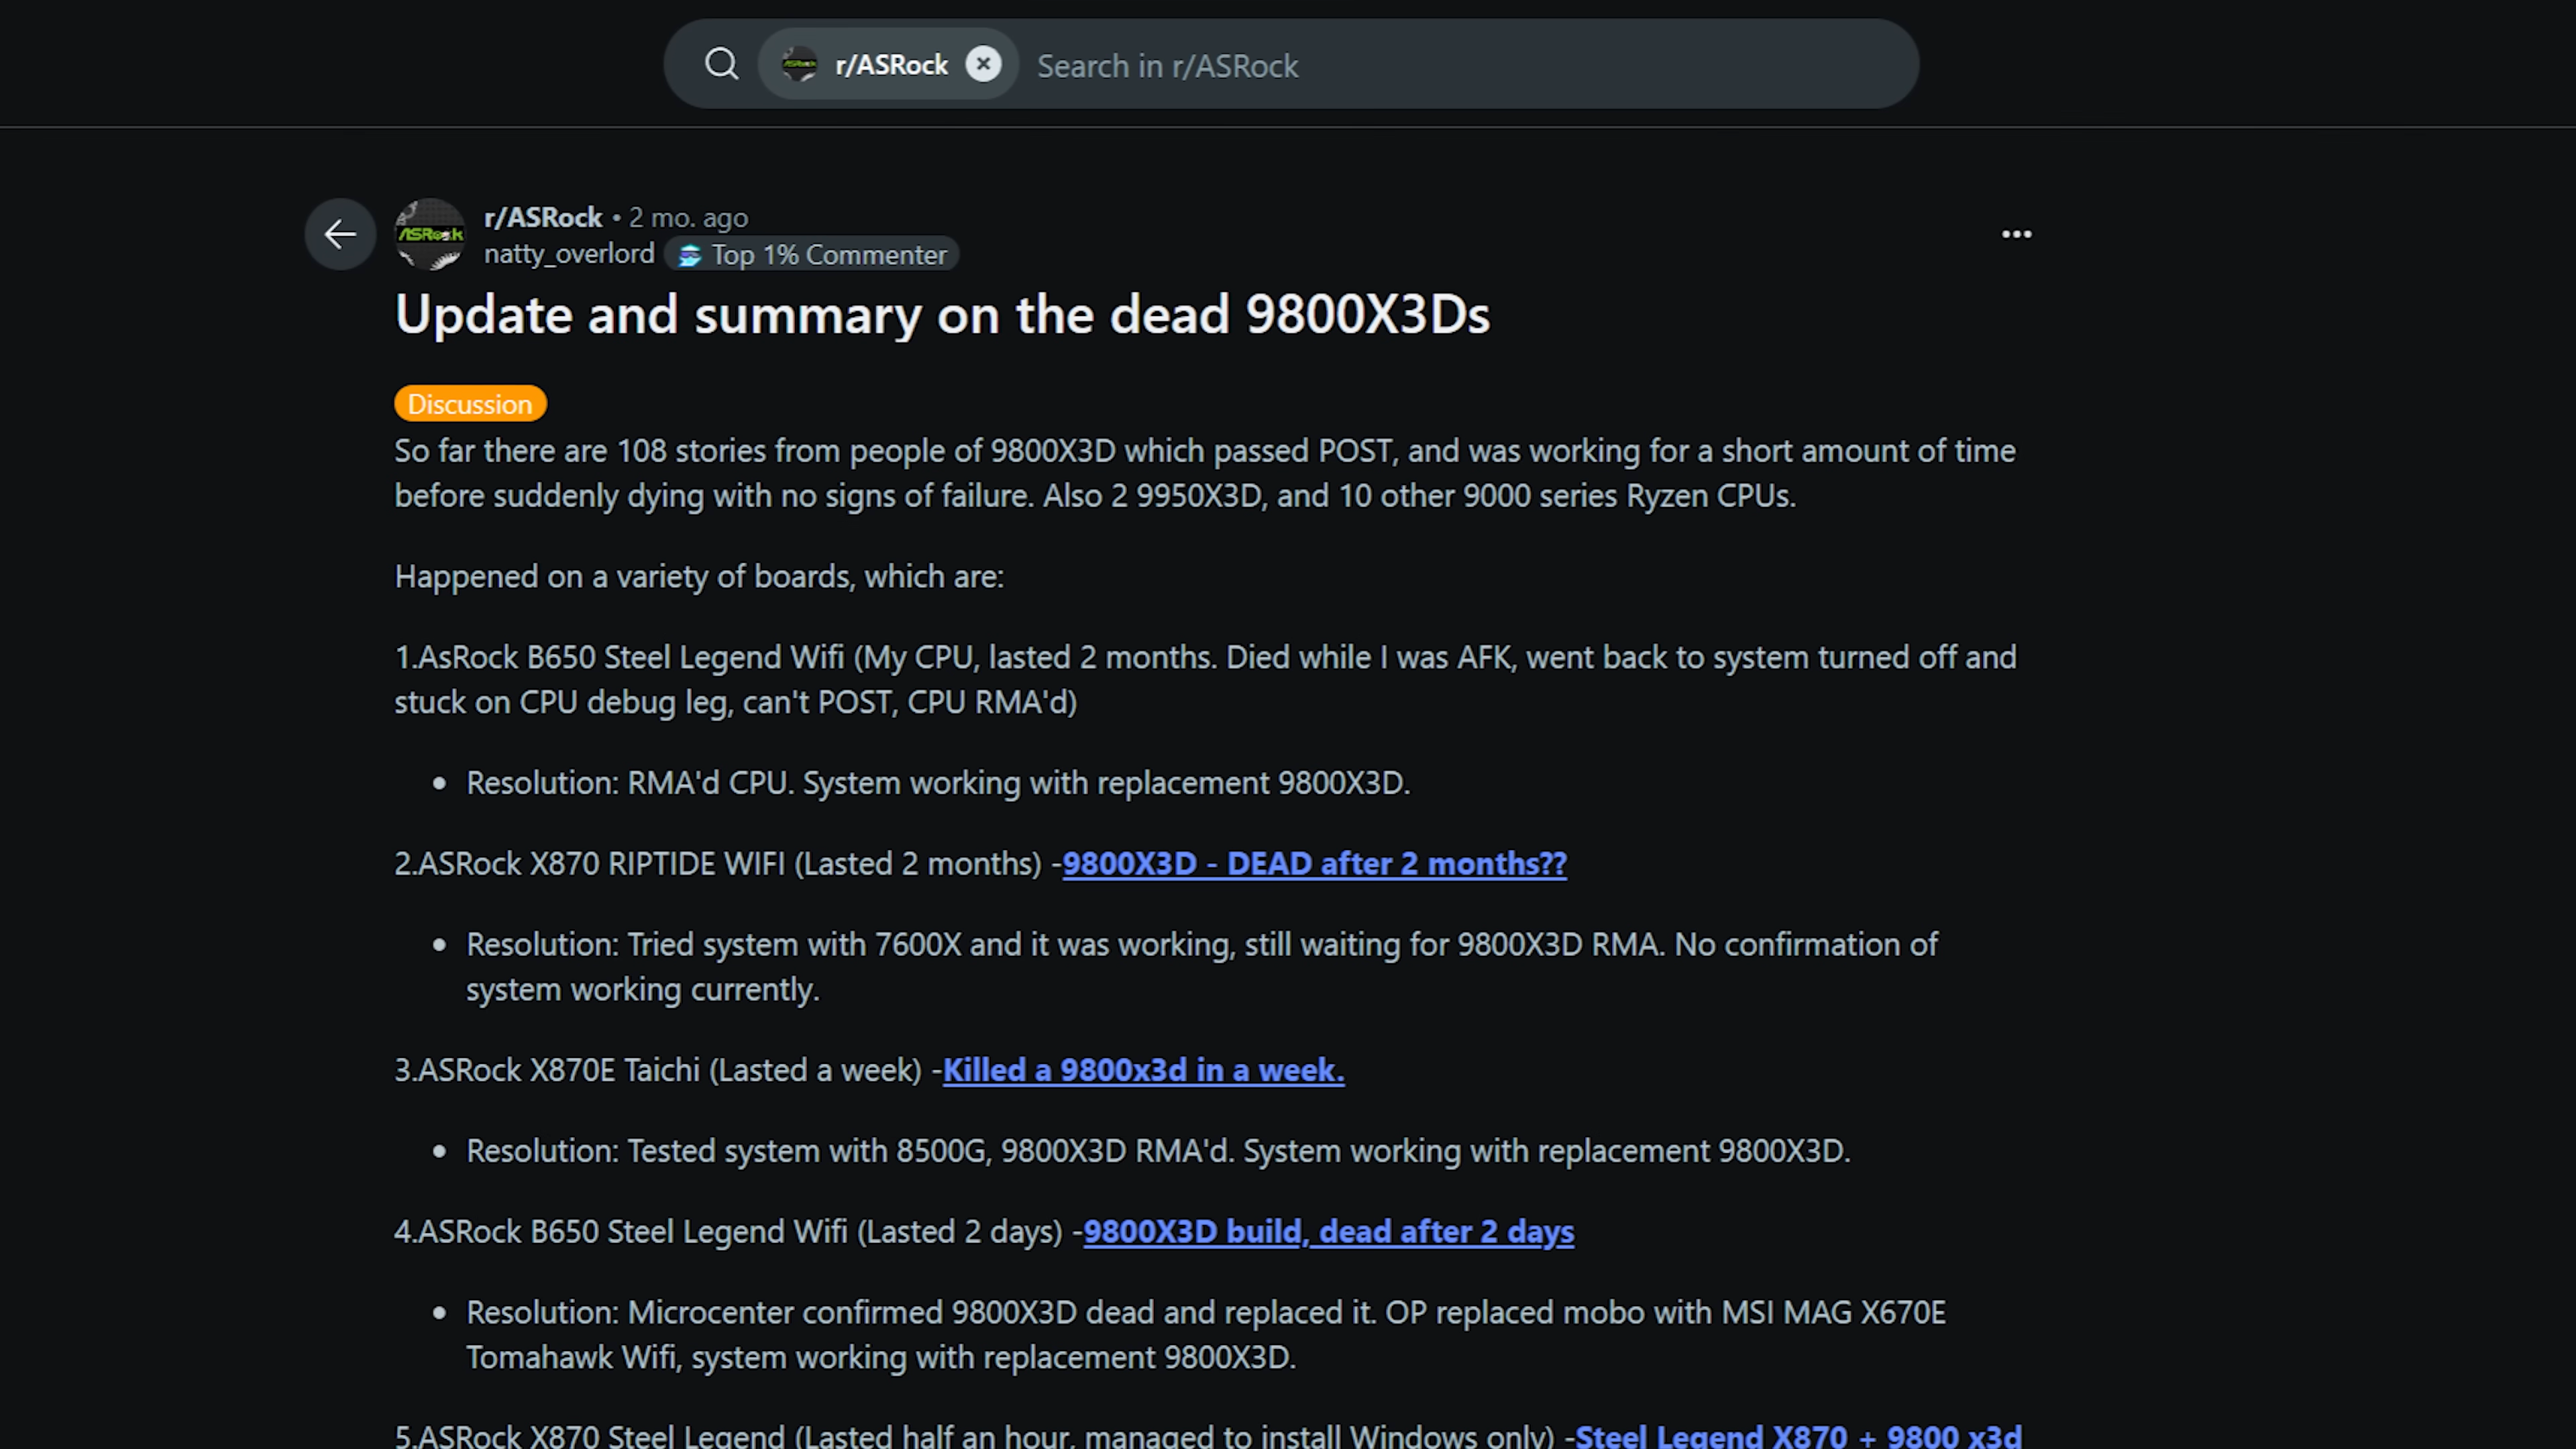 r/ASRock Search in r/ASRock
r/ASRock • 2 mo. ago
ASRock
natty_overlord Top 1% Commenter
Update and summary on the dead 9800X3Ds
Discussion
So far there are 108 stories from people of 9800X3D which passed POST, and was working for a short amount of time
before suddenly dying with no signs of failure. Also 2 9950X3D, and 10 other 9000 series Ryzen CPUs.
Happened on a variety of boards, which are:
1.AsRock B650 Steel Legend Wifi (My CPU, lasted 2 months. Died while I was AFK, went back to system turned off and
stuck on CPU debug leg, can't POST, CPU RMA'd)
• Resolution: RMA'd CPU. System working with replacement 9800X3D.
2.ASRock X870 RIPTIDE WIFI (Lasted 2 months) -9800X3D - DEAD after 2 months??
• Resolution: Tried system with 7600X and it was working, still waiting for 9800X3D RMA. No confirmation of
system working currently.
3.ASRock X870E Taichi (Lasted a week) -Killed a 9800x3d in a week.
• Resolution: Tested system with 8500G, 9800X3D RMA'd. System working with replacement 9800X3D.
4.ASRock B650 Steel Legend Wifi (Lasted 2 days) -9800X3D build, dead after 2 days
• Resolution: Microcenter confirmed 9800X3D dead and replaced it. OP replaced mobo with MSI MAG X670E
Tomahawk Wifi, system working with replacement 9800X3D.
5.ASRock X870 Steel Legend (Lasted half an hour, managed to install Windows only) -Steel Legend X870 + 9800 x3d